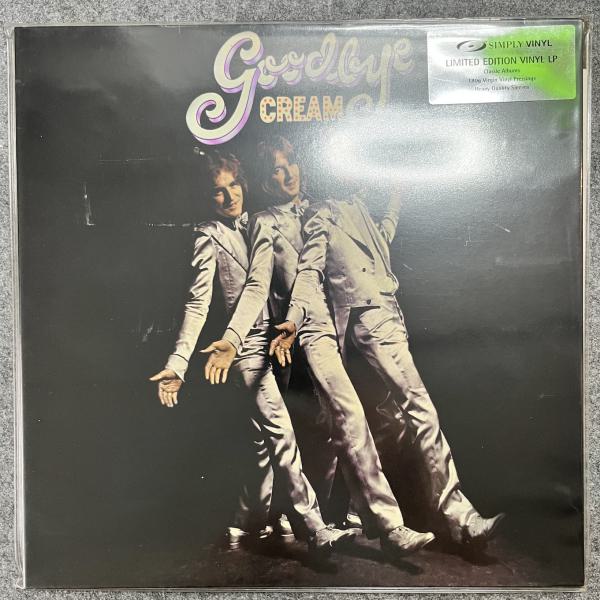 Goodbye
CREAM
SIMPLY VINYL
LIMITED EDITION VINYL LP
Classic Albums
180g Virgin Vinyl Pressings
Heavy Quality Sleeves